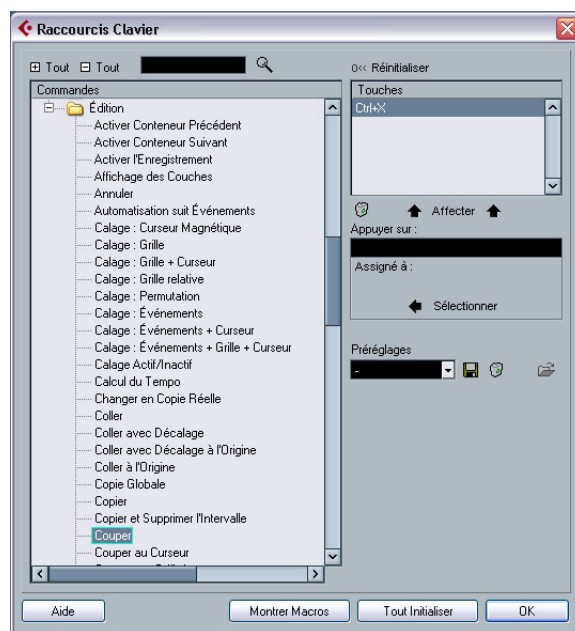 Raccourcis Clavier
Tout Tout
Réinitialiser
Commandes
Édition
Activer Conteneur Précédent
Activer Conteneur Suivant
Activer l'Enregistrement
Affichage des Couches
Annuler
Automatisation suit Événements
Calage : Curseur Magnétique
Calage : Grille
Calage : Grille + Curseur
Calage : Grille relative
Calage : Permutation
Calage : Événements
Calage : Événements + Curseur
Calage : Événements + Grille + Curseur
Calage Actif/Inactif
Calcul du Tempo
Changer en Copie Réelle
Coller
Coller avec Décalage
Coller avec Décalage à l'Origine
Coller à l'Origine
Copie Globale
Copier
Copier et Supprimer l'Intervalle
Couper
Couper au Curseur
Touches
Ctrl+X
Affecter
Appuyer sur :
Assigné à :
Sélectionner
Préréglages
-
Aide
Montrer Macros
Tout Initialiser
OK